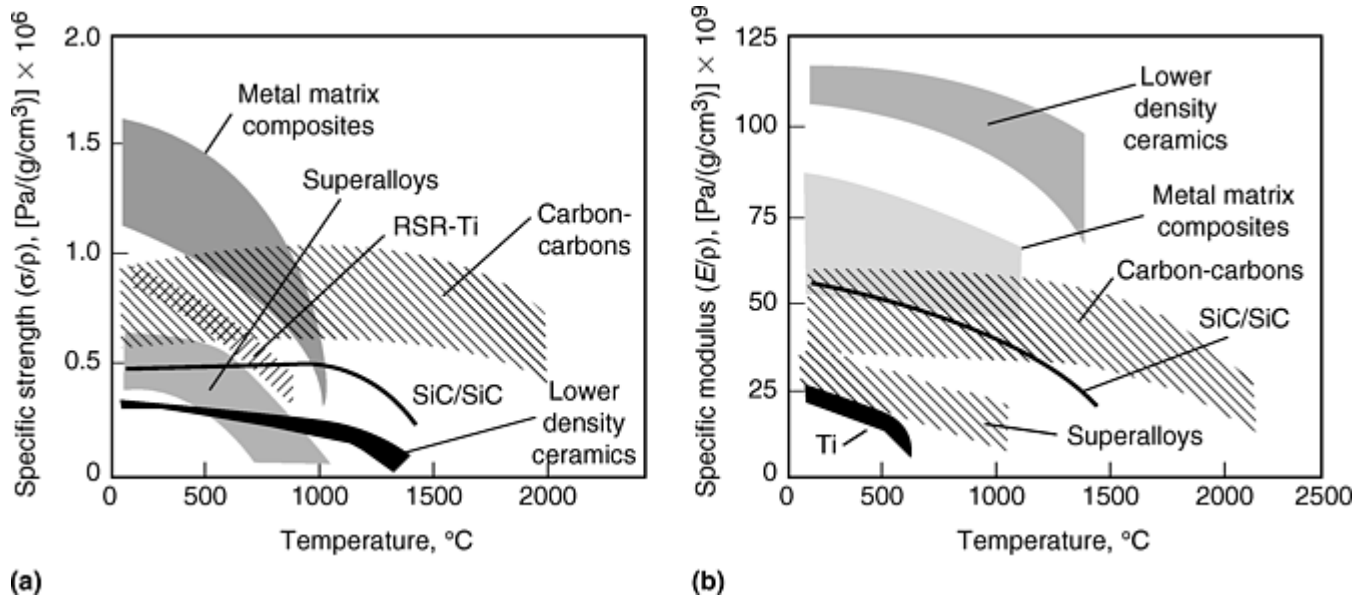 2.0
1.5
1.0
0.5
0
Specific strength (σ/ρ), [Pa/(g/cm³)] × 10⁶
Metal matrix
composites
Superalloys
RSR-Ti
Carbon-
carbons
SiC/SiC
Lower
density
ceramics
0 500 1000 1500 2000
Temperature, °C
(a)
125
100
75
50
25
0
Specific modulus (E/ρ), [Pa/(g/cm³)] × 10⁹
Lower
density
ceramics
Metal matrix
composites
Carbon-carbons
SiC/SiC
Superalloys
Ti
0 500 1000 1500 2000 2500
Temperature, °C
(b)